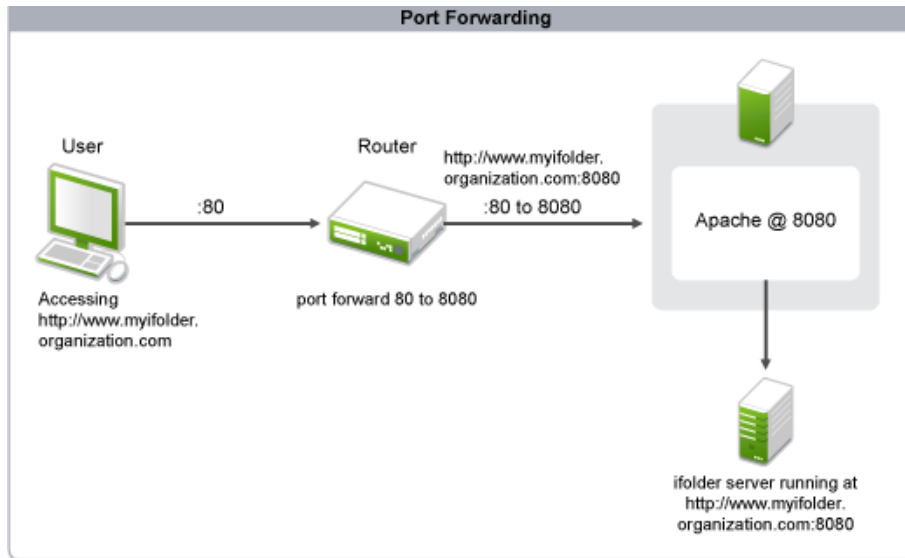 Port Forwarding
User
Router
http://www.myifolder.
organization.com:8080
:80
:80 to 8080
Apache @ 8080
Accessing
http://www.myifolder.
organization.com
port forward 80 to 8080
ifolder server running at
http://www.myifolder.
organization.com:8080